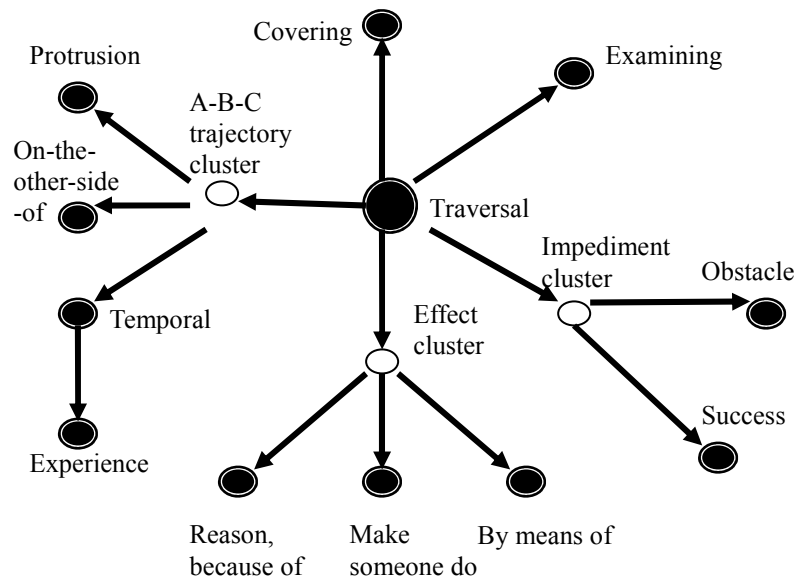 Covering
Protrusion
Examining
A-B-C
trajectory
cluster
On-the-
other-side
-of
Traversal
Impediment
cluster
Obstacle
Temporal
Effect
cluster
Success
Experience
Reason,
because of
Make
someone do
By means of